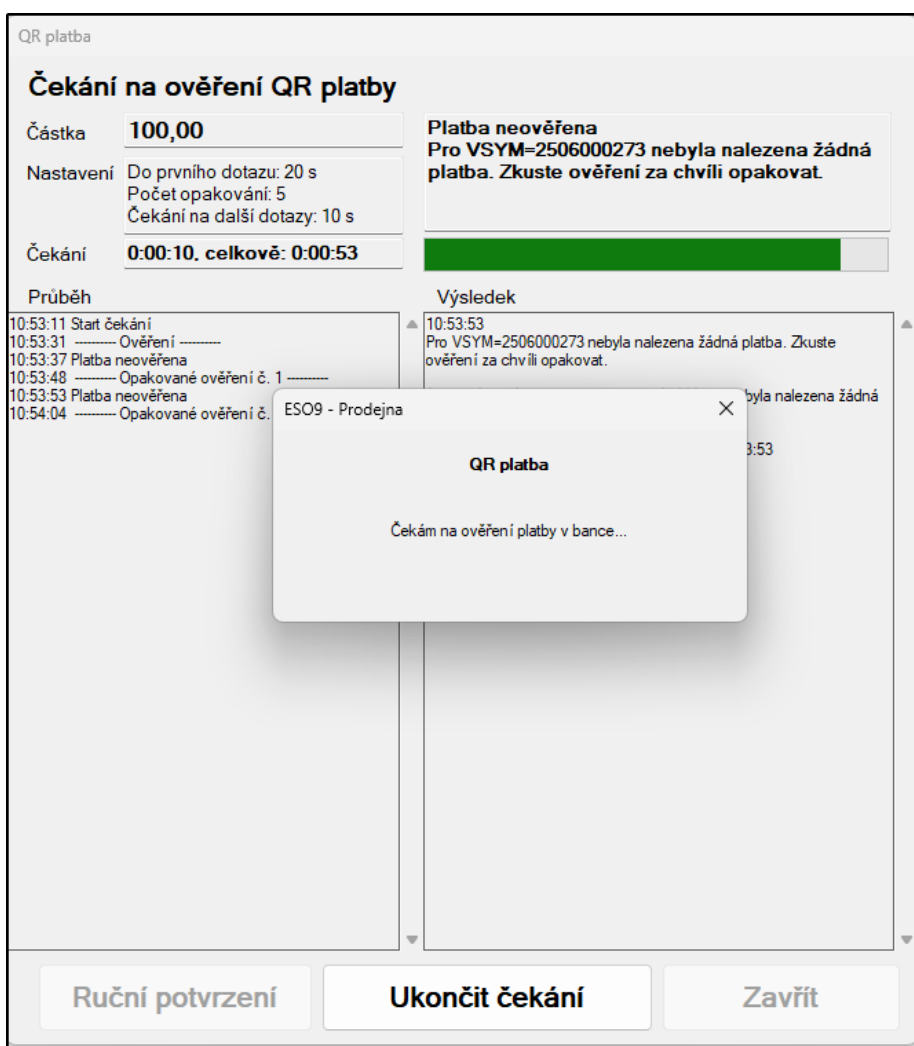 QR platba
Čekání na ověření QR platby
Částka
100,00
Nastavení
Do prvního dotazu: 20 s
Počet opakování: 5
Čekání na další dotazy: 10 s
Čekání
0:00:10, celkově: 0:00:53
Platba neověřena
Pro VSYM=2506000273 nebyla nalezena žádná
platba. Zkuste ověření za chvíli opakovat.
Průběh
10:53:11 Start čekání
10:53:31 ---------- Ověření ----------
10:53:37 Platba neověřena
10:53:48 ---------- Opakované ověření č. 1 ----------
10:53:53 Platba neověřena
10:54:04 ---------- Opakované ověření č.
Výsledek
10:53:53
Pro VSYM=2506000273 nebyla nalezena žádná platba. Zkuste
ověření za chvíli opakovat.
byla nalezena žádná
3:53
ESO9 - Prodejna
QR platba
Čekám na ověření platby v bance...
Ruční potvrzení
Ukončit čekání
Zavřít